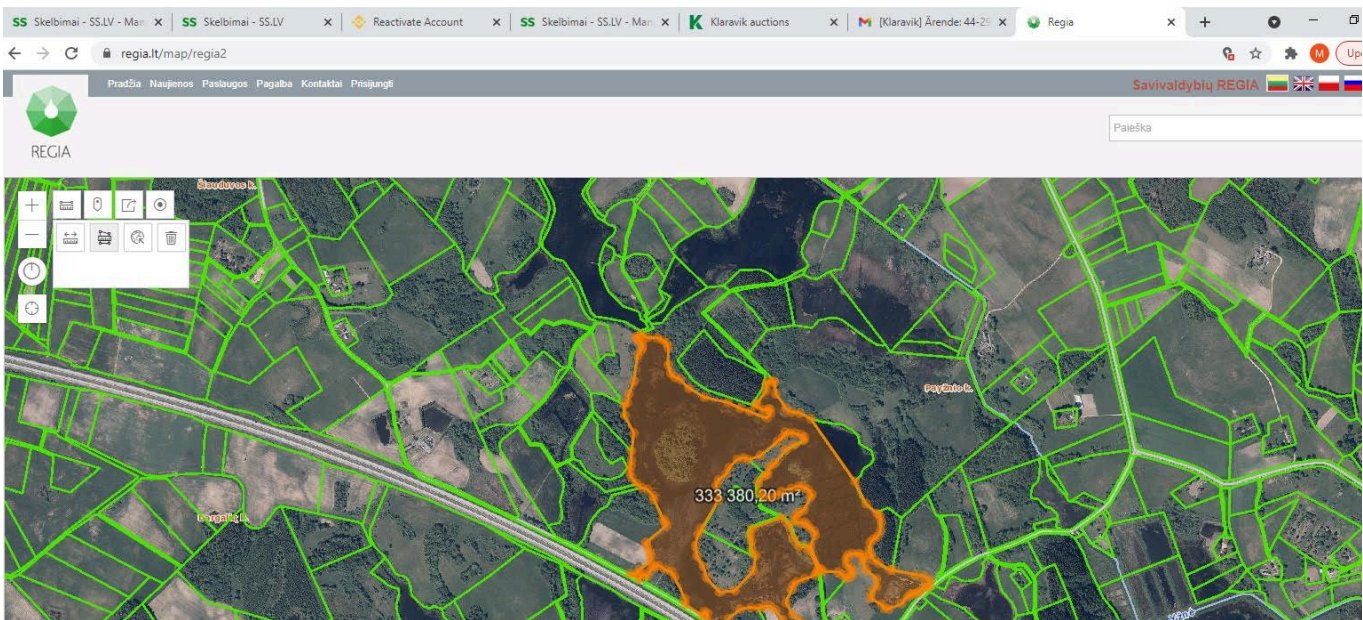 SS Skelbimai - SS.LV - Man
SS Skelbimai - SS.LV
Reactivate Account
SS Skelbimai - SS.LV - Man
K Klaravik auctions
[Klaravik] Ärende: 44-29
Regia
regia.lt/map/regia2
M
Pradžia Naujienos Paslaugos Pagalba Kontaktai Prisijungti
Savivaldybių REGIA
REGIA
Paieška
Šlauduvos k.
333 380,20 m²